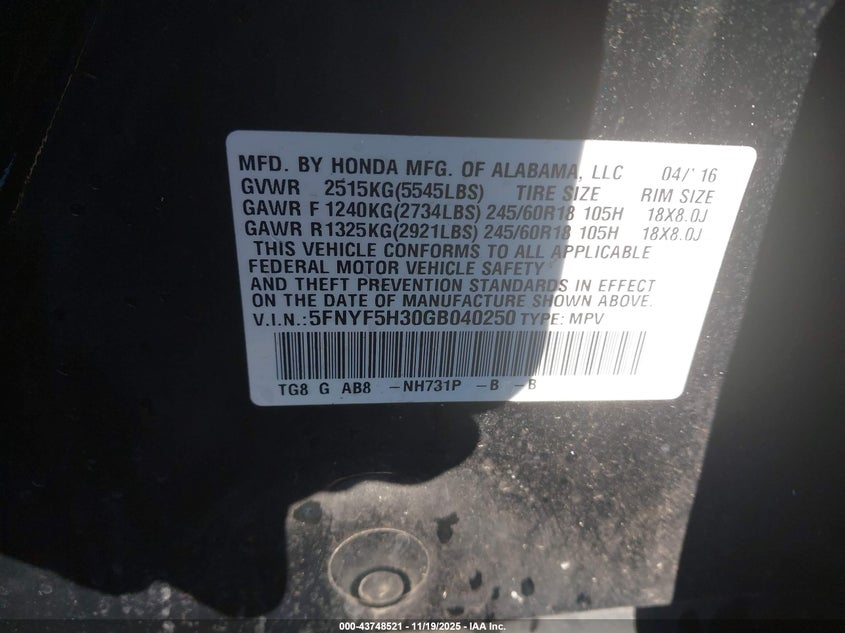 MFD. BY HONDA MFG. OF ALABAMA, LLC 04/'16
GVWR 2515KG(5545LBS) TIRE SIZE RIM SIZE
GAWR F 1240KG(2734LBS) 245/60R18 105H 18X8.0J
GAWR R1325KG(2921LBS) 245/60R18 105H 18X8.0J
THIS VEHICLE CONFORMS TO ALL APPLICABLE
FEDERAL MOTOR VEHICLE SAFETY
AND THEFT PREVENTION STANDARDS IN EFFECT
ON THE DATE OF MANUFACTURE SHOWN ABOVE.
V.I.N.:5FNYF5H30GB040250 TYPE: MPV
TG8 G AB8 -NH731P -B -B
000-43748521 - 11/19/2025 - IAA Inc.